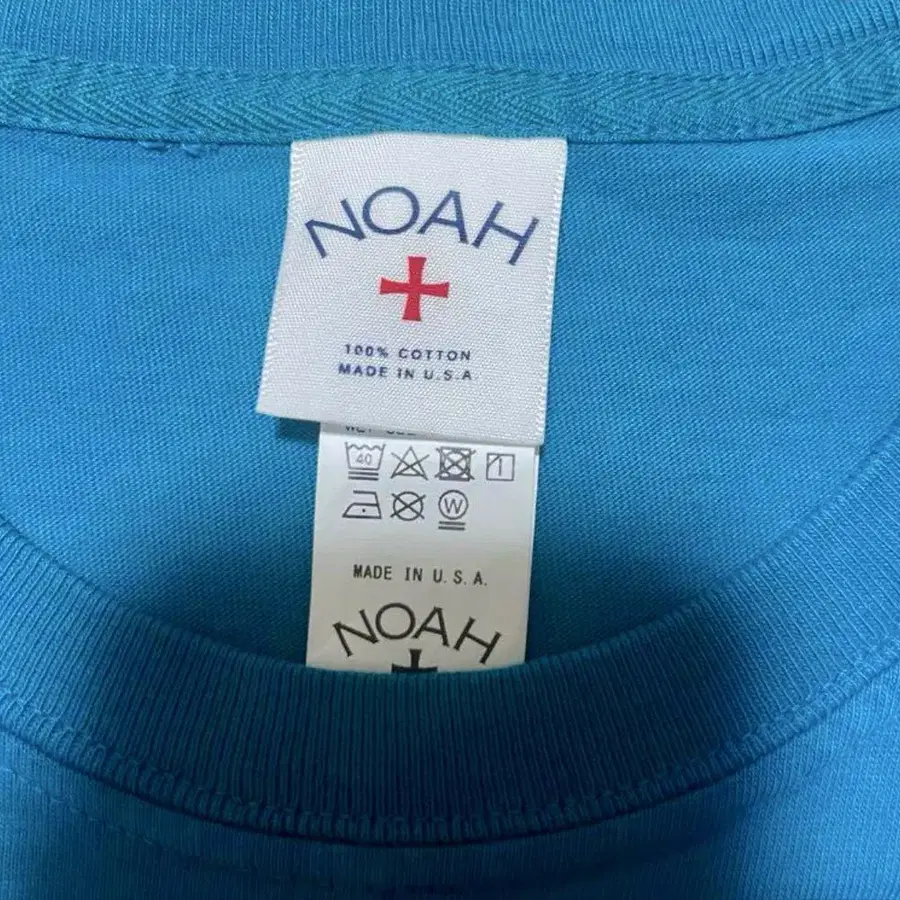 NOAH
100% COTTON
MADE IN U.S.A
40
W
MADE IN U.S.A.
NOAH